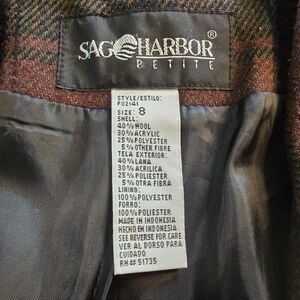 SAG HARBOR®
PETITE
STYLE/ESTILO:
F02141
SIZE: 8
SHELL:
40% WOOL
30% ACRYLIC
25% POLYESTER
5% OTHER FIBRE
TELA EXTERIOR:
40% LANA
30% ACRILICA
25% POLIESTER
5% OTRA FIBRA
LINING:
100% POLYESTER
FORRO:
100% POLIESTER
MADE IN INDONESIA
HECHO EN INDONESIA
SEE REVERSE FOR CARE
VER AL DORSO PARA
CUIDADO
RN# 51735